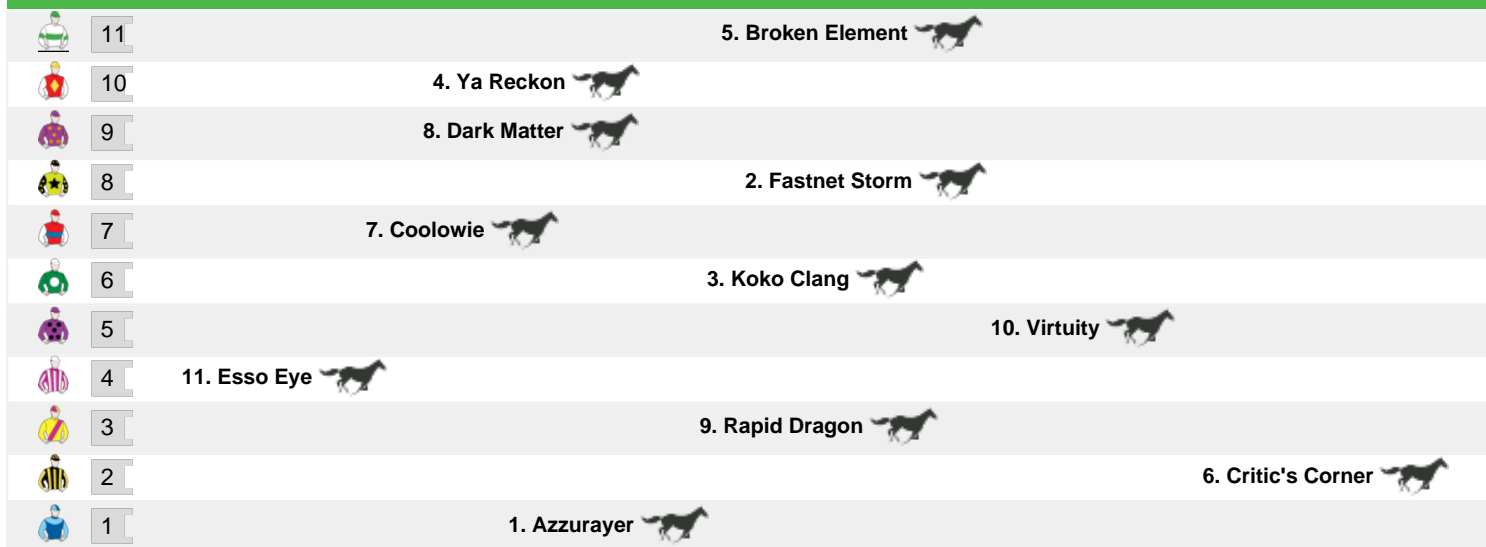 11 5. Broken Element
10 4. Ya Reckon
9 8. Dark Matter
8 2. Fastnet Storm
7 7. Coolowie
6 3. Koko Clang
5 10. Virtuity
4 11. Esso Eye
3 9. Rapid Dragon
2 6. Critic's Corner
1 1. Azzurayer